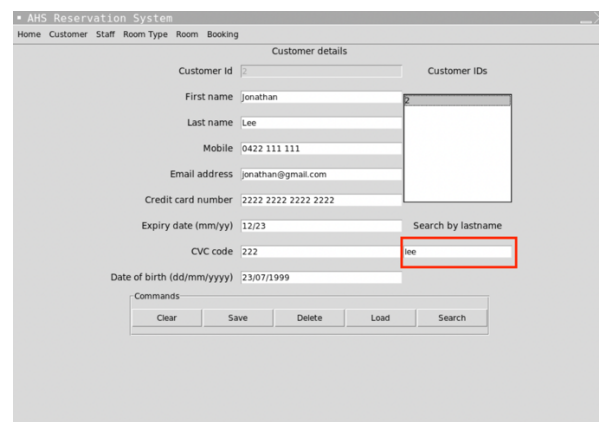 AHS Reservation System
Home Customer Staff Room Type Room Booking
Customer details
Customer Id 2 Customer IDs
First name Jonathan 2
Last name Lee
Mobile 0422 111 111
Email address jonathan@gmail.com
Credit card number 2222 2222 2222 2222
Expiry date (mm/yy) 12/23 Search by lastname
CVC code 222 lee
Date of birth (dd/mm/yyyy) 23/07/1999
Commands
Clear Save Delete Load Search